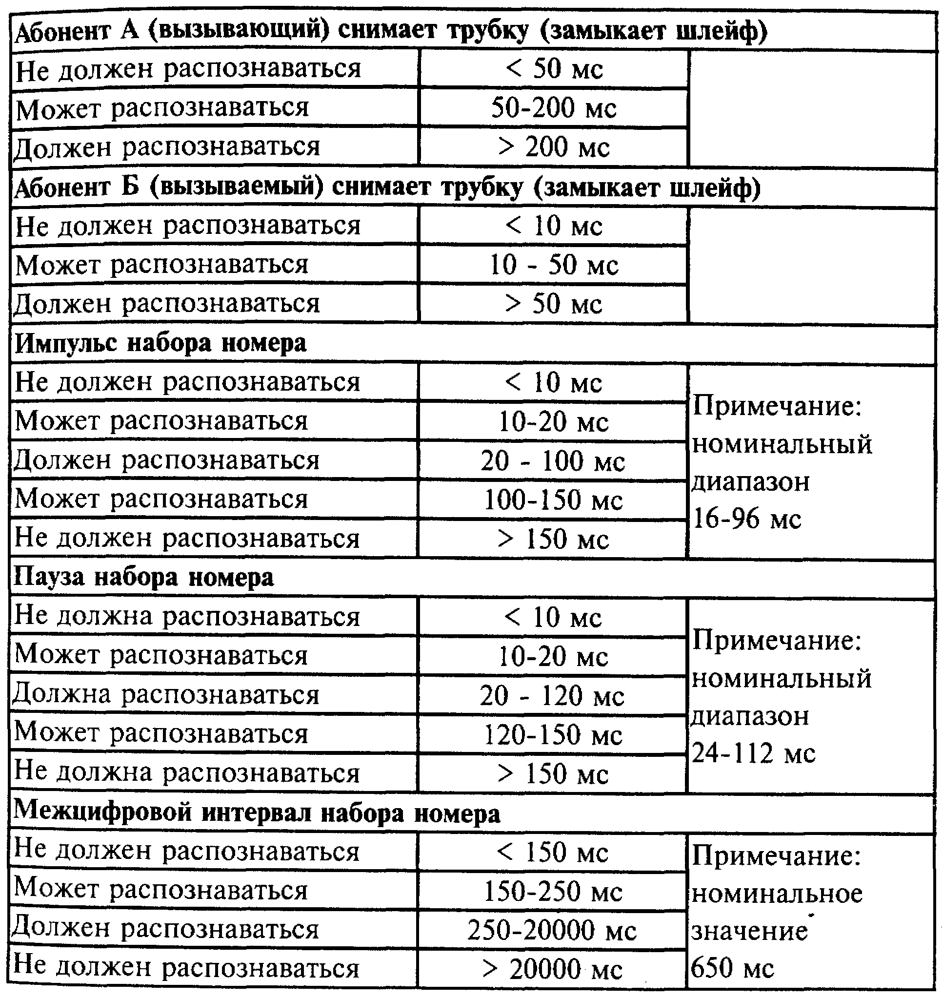 Абонент А (вызывающий) снимает трубку (замыкает шлейф)
Не должен распознаваться < 50 мс
Может распознаваться 50-200 мс
Должен распознаваться > 200 мс
Абонент Б (вызываемый) снимает трубку (замыкает шлейф)
Не должен распознаваться < 10 мс
Может распознаваться 10 - 50 мс
Должен распознаваться > 50 мс
Импульс набора номера
Не должен распознаваться < 10 мс
Может распознаваться 10-20 мс
Должен распознаваться 20 - 100 мс
Может распознаваться 100-150 мс
Не должен распознаваться > 150 мс
Примечание:
номинальный
диапазон
16-96 мс
Пауза набора номера
Не должна распознаваться < 10 мс
Может распознаваться 10-20 мс
Должна распознаваться 20 - 120 мс
Может распознаваться 120-150 мс
Не должна распознаваться > 150 мс
Примечание:
номинальный
диапазон
24-112 мс
Межцифровой интервал набора номера
Не должен распознаваться < 150 мс
Может распознаваться 150-250 мс
Должен распознаваться 250-20000 мс
Не должен распознаваться > 20000 мс
Примечание:
номинальное
значение
650 мс